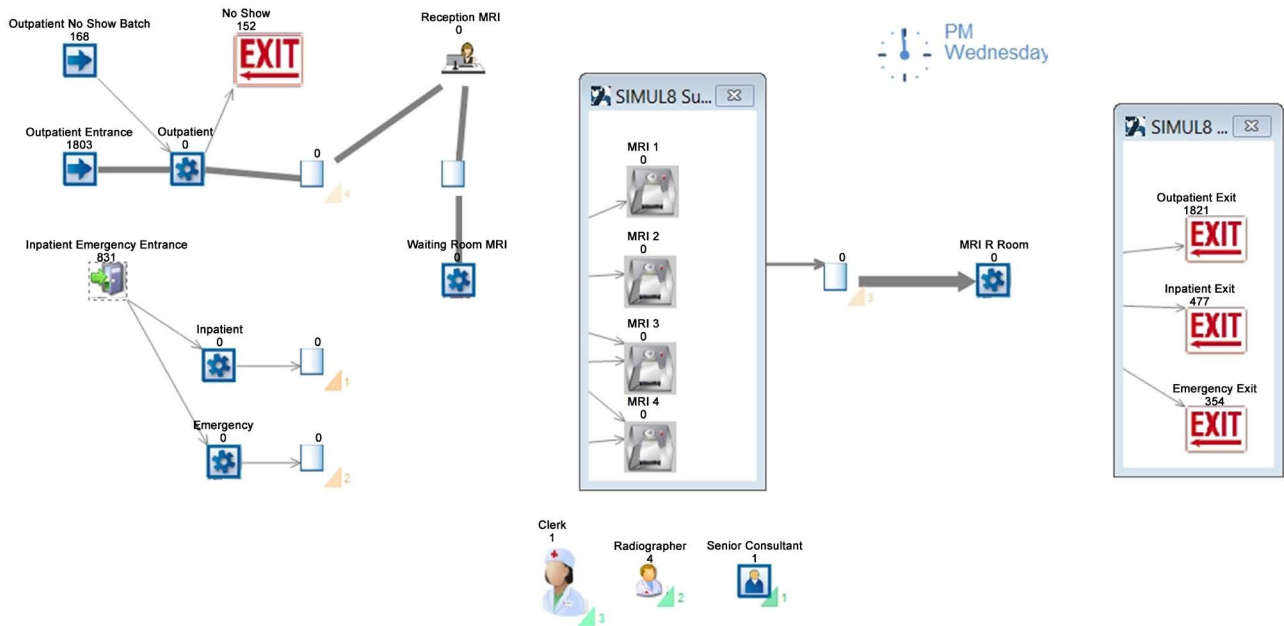 Outpatient No Show Batch
168
No Show
152
EXIT
Reception MRI
0
PM
Wednesday
Outpatient Entrance
1803
Outpatient
0
0
4
Inpatient Emergency Entrance
831
Waiting Room MRI
0
Inpatient
0
0
1
Emergency
0
0
2
SIMUL8 Su...
MRI 1
0
MRI 2
0
MRI 3
0
MRI 4
0
0
3
MRI R Room
0
SIMUL8 ...
Outpatient Exit
1821
EXIT
Inpatient Exit
477
EXIT
Emergency Exit
354
EXIT
Clerk
1
3
Radiographer
4
2
Senior Consultant
1
1